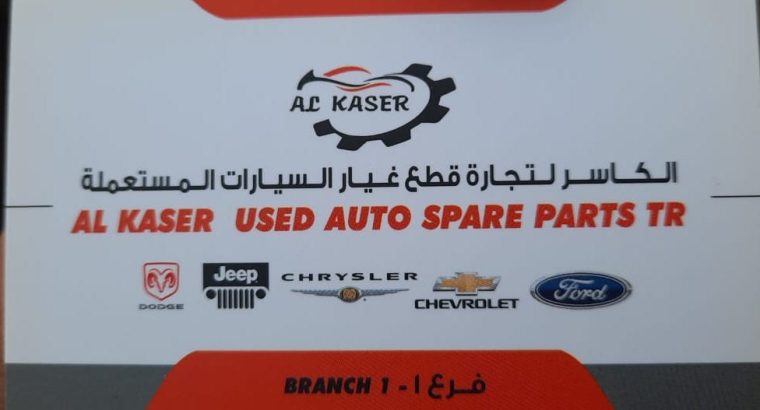 AL KASER
الكاسر لتجارة قطع غيار السيارات المستعملة
AL KASER USED AUTO SPARE PARTS TR
DODGE Jeep CHRYSLER CHEVROLET Ford
BRANCH 1 - فرع ١